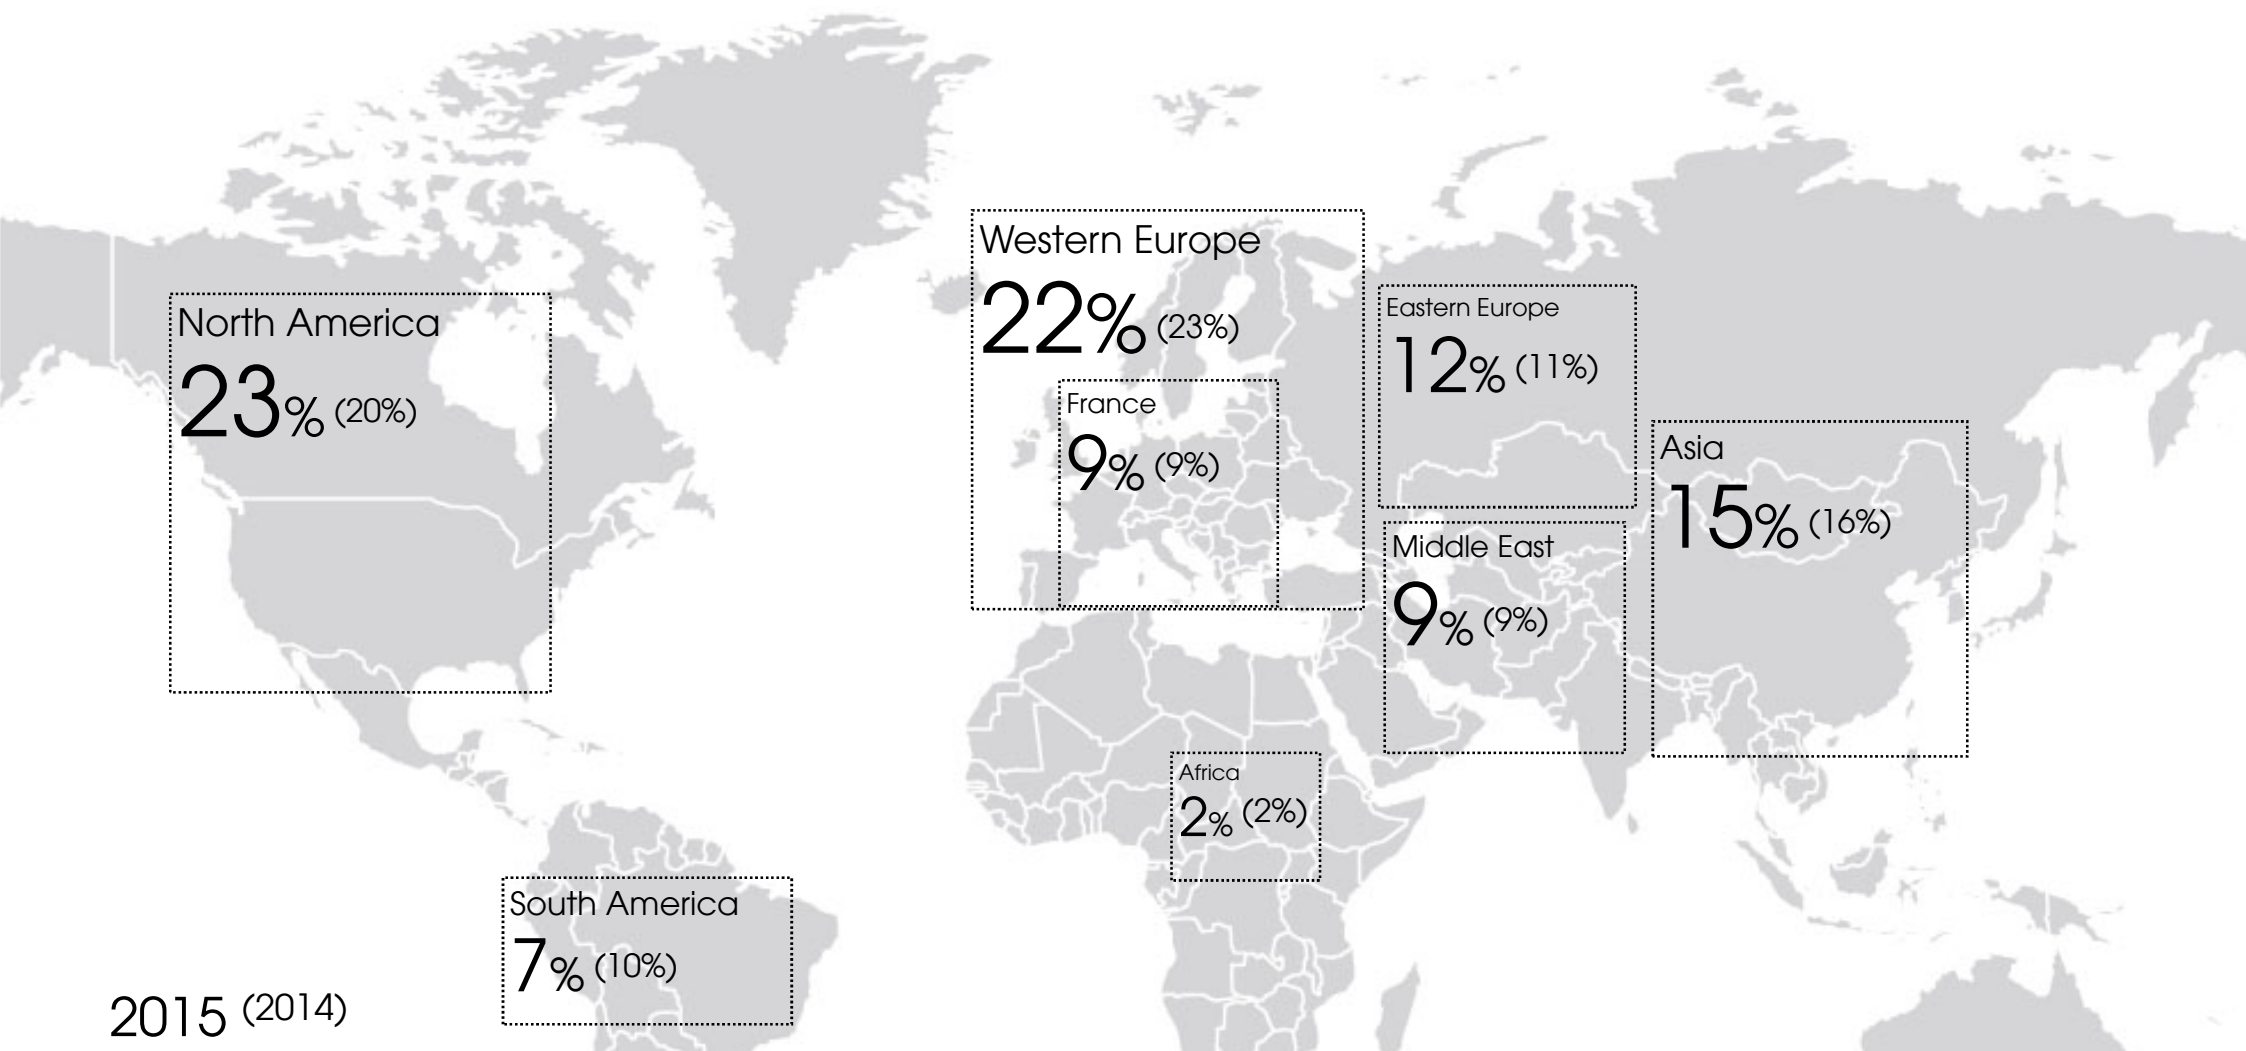 Western Europe
22% (23%)
North America
23% (20%)
Eastern Europe
12% (11%)
France
9% (9%)
Asia
15% (16%)
Middle East
9% (9%)
Africa
2% (2%)
South America
7% (10%)
2015 (2014)